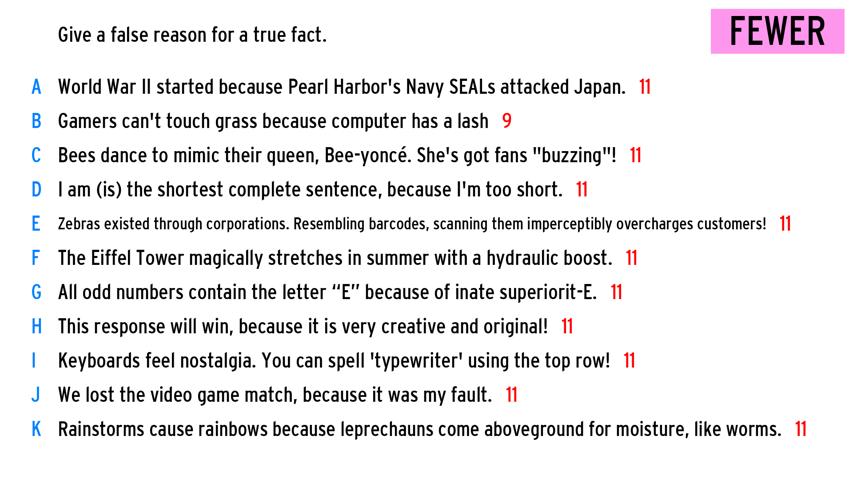 Give a false reason for a true fact.
FEWER
A World War II started because Pearl Harbor's Navy SEALs attacked Japan. 11
B Gamers can't touch grass because computer has a lash 9
C Bees dance to mimic their queen, Bee-yoncé. She's got fans "buzzing"! 11
D I am (is) the shortest complete sentence, because I'm too short. 11
E Zebras existed through corporations. Resembling barcodes, scanning them imperceptibly overcharges customers! 11
F The Eiffel Tower magically stretches in summer with a hydraulic boost. 11
G All odd numbers contain the letter “E” because of inate superiorit-E. 11
H This response will win, because it is very creative and original! 11
I Keyboards feel nostalgia. You can spell 'typewriter' using the top row! 11
J We lost the video game match, because it was my fault. 11
K Rainstorms cause rainbows because leprechauns come aboveground for moisture, like worms. 11